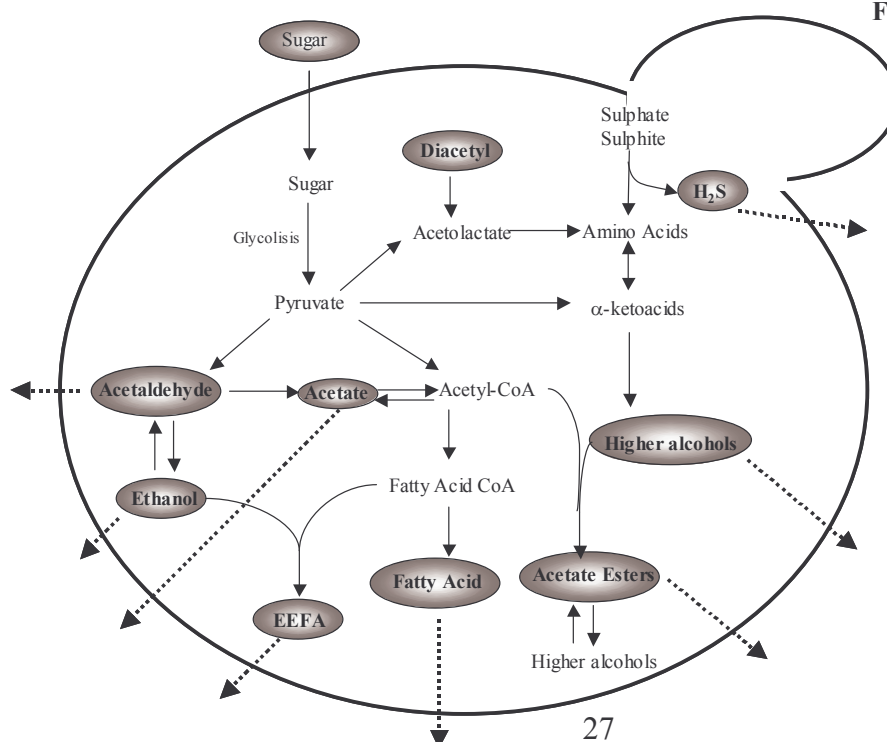 F
Sugar
Sulphate
Sulphite
Diacetyl
Sugar
H₂S
Glycolisis
Acetolactate
Amino Acids
Pyruvate
α-ketoacids
Acetaldehyde
Acetate
Acetyl-CoA
Higher alcohols
Ethanol
Fatty Acid CoA
Fatty Acid
Acetate Esters
EEFA
Higher alcohols
27